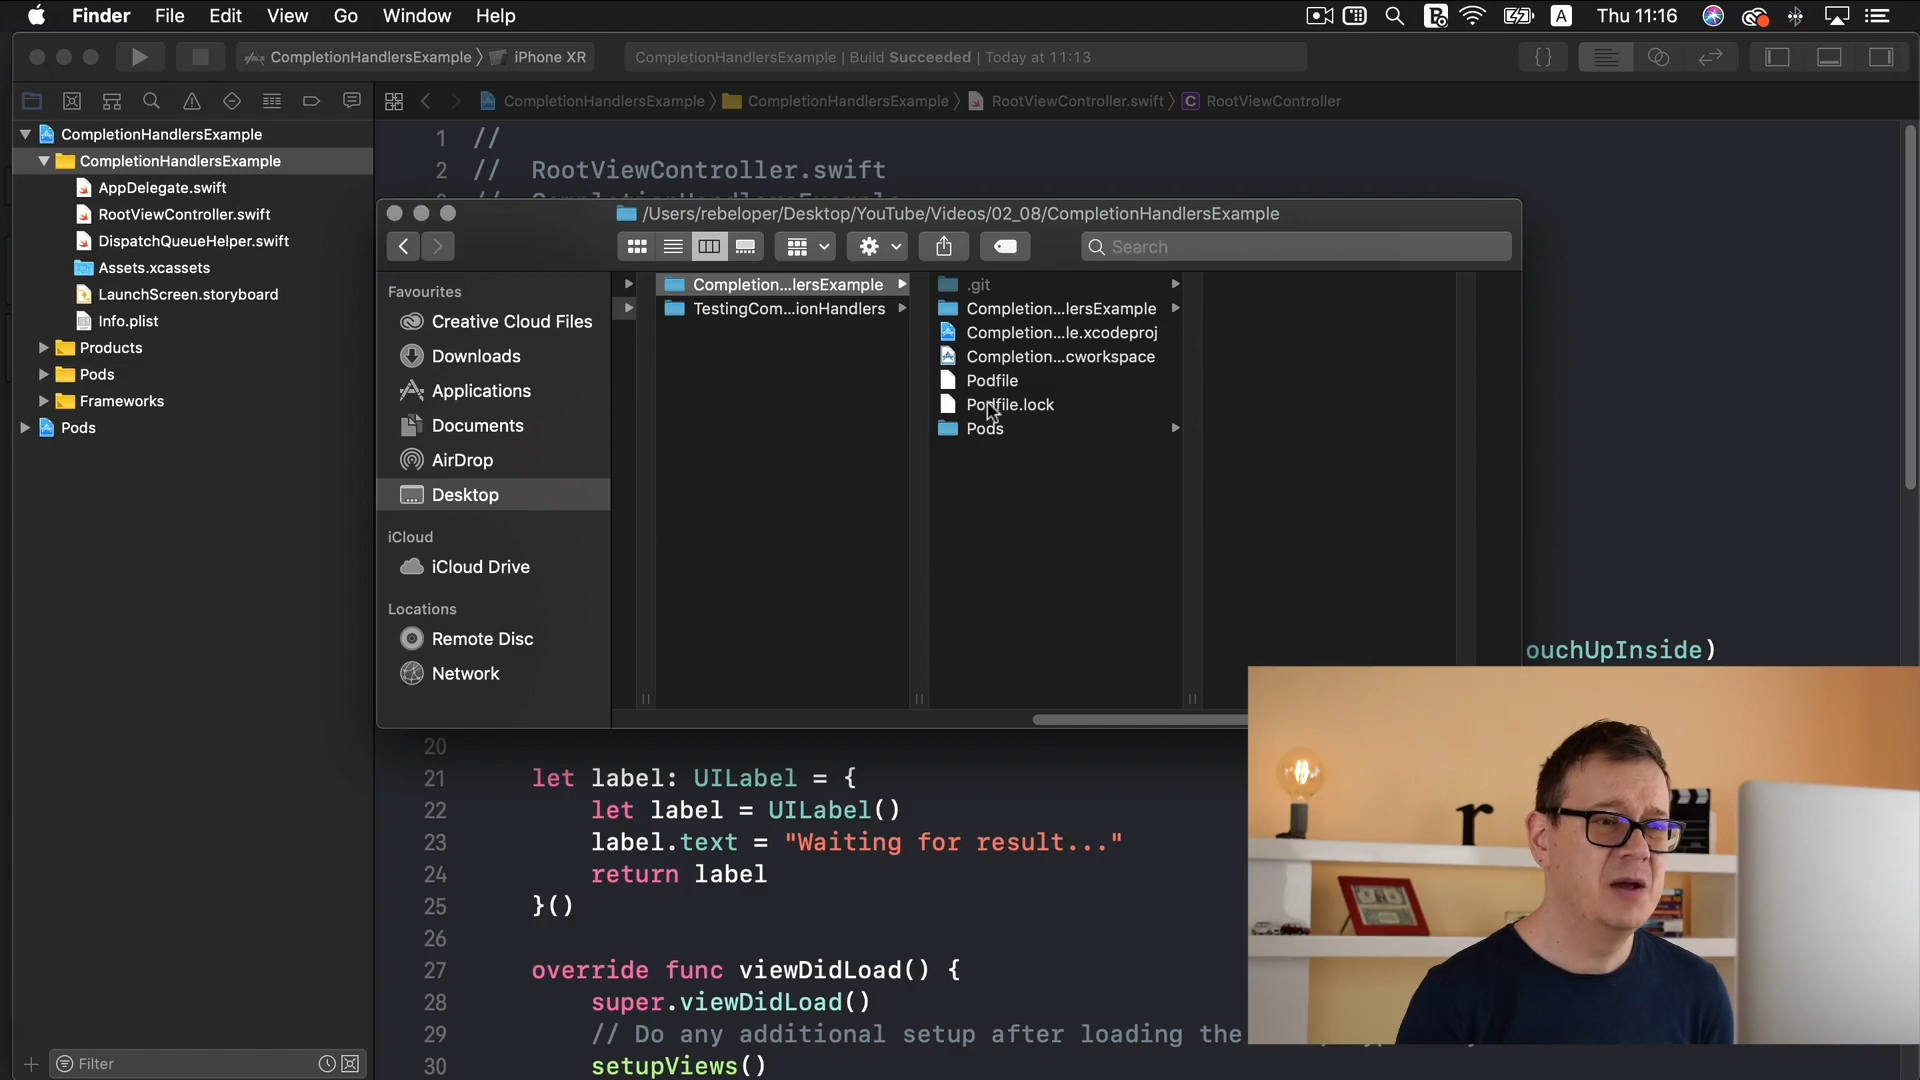 Finder File Edit View Go Window Help
A Thu 11:16
CompletionHandlersExample iPhone XR
CompletionHandlersExample | Build Succeeded | Today at 11:13
{}
CompletionHandlersExample CompletionHandlersExample RootViewController.swift C RootViewController
CompletionHandlersExample
CompletionHandlersExample
AppDelegate.swift
RootViewController.swift
DispatchQueueHelper.swift
Assets.xcassets
LaunchScreen.storyboard
Info.plist
Products
Pods
Frameworks
Pods
Filter
1 //
2 // RootViewController.swift
/Users/rebeloper/Desktop/YouTube/Videos/02_08/CompletionHandlersExample
Search
Favourites
Creative Cloud Files
Downloads
Applications
Documents
AirDrop
Desktop
iCloud
iCloud Drive
Locations
Remote Disc
Network
Completion...lersExample
TestingCom...ionHandlers
.git
Completion...lersExample
Completion...le.xcodeproj
Completion...cworkspace
Podfile
Podfile.lock
Pods
ouchUpInside)
20
21 let label: UILabel = {
22 let label = UILabel()
23 label.text = "Waiting for result..."
24 return label
25 }()
26
27 override func viewDidLoad() {
28 super.viewDidLoad()
29 // Do any additional setup after loading the
30 setupViews()
r